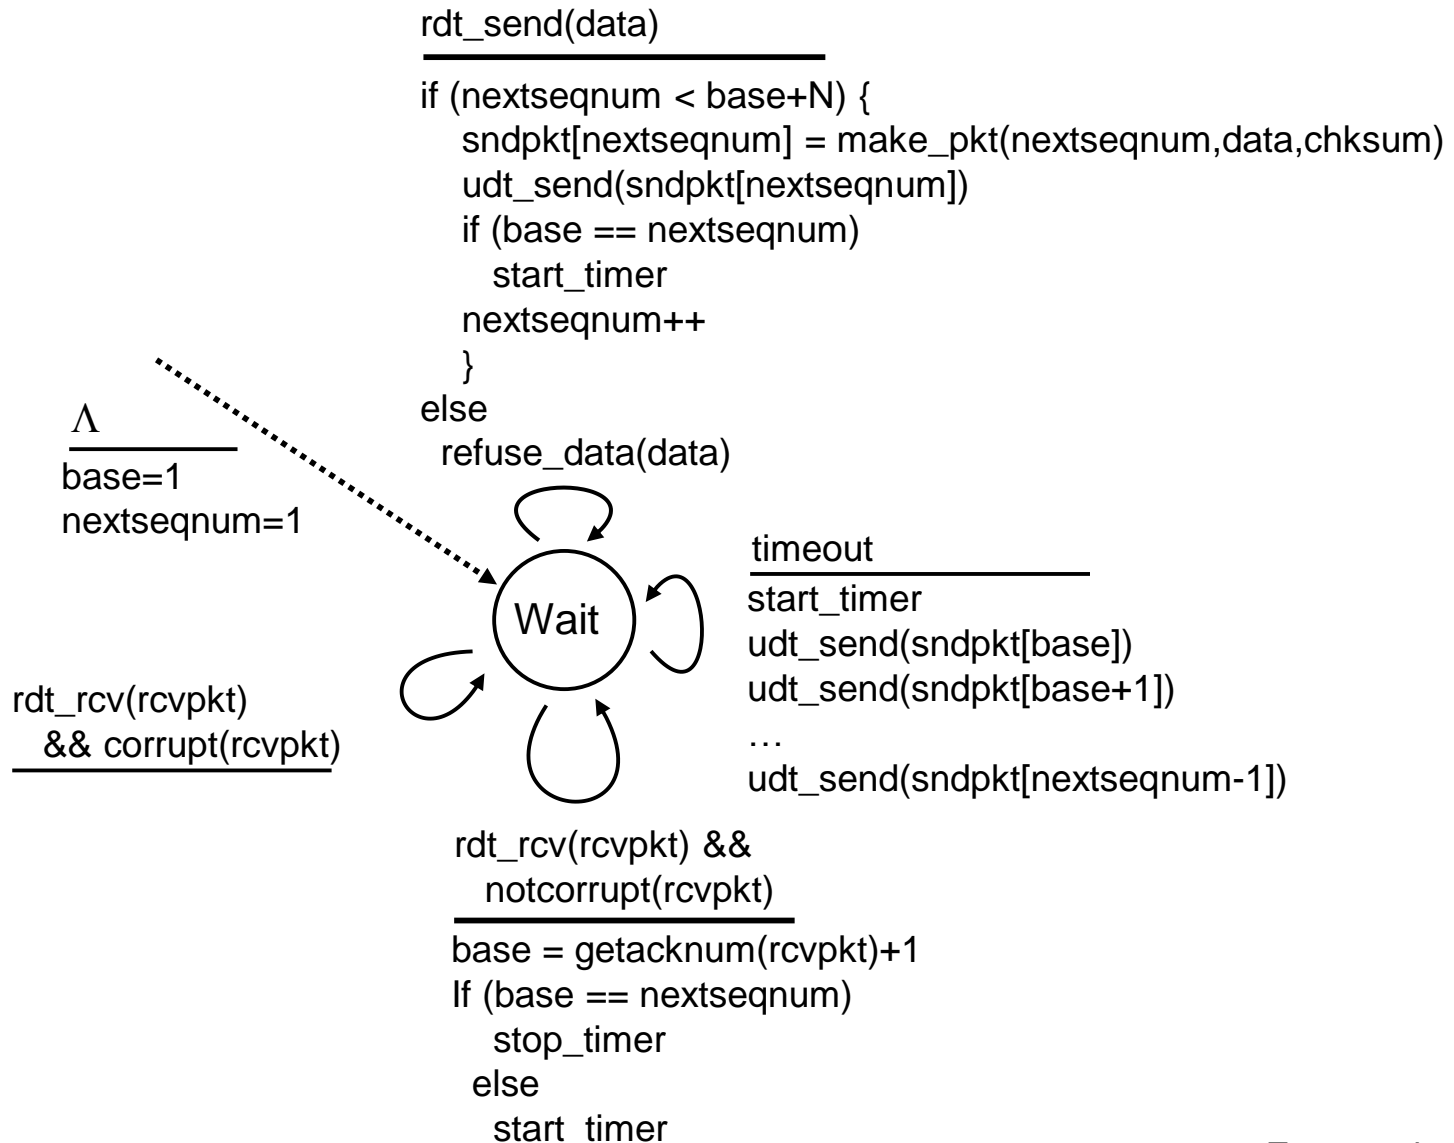 rdt_send(data)
if (nextseqnum < base+N) {
sndpkt[nextseqnum] = make_pkt(nextseqnum,data,chksum)
udt_send(sndpkt[nextseqnum])
if (base == nextseqnum)
start_timer
nextseqnum++
}
else
refuse_data(data)
Λ
base=1
nextseqnum=1
Wait
timeout
start_timer
udt_send(sndpkt[base])
udt_send(sndpkt[base+1])
…
udt_send(sndpkt[nextseqnum-1])
rdt_rcv(rcvpkt)
&& corrupt(rcvpkt)
rdt_rcv(rcvpkt) &&
notcorrupt(rcvpkt)
base = getacknum(rcvpkt)+1
If (base == nextseqnum)
stop_timer
else
start_timer